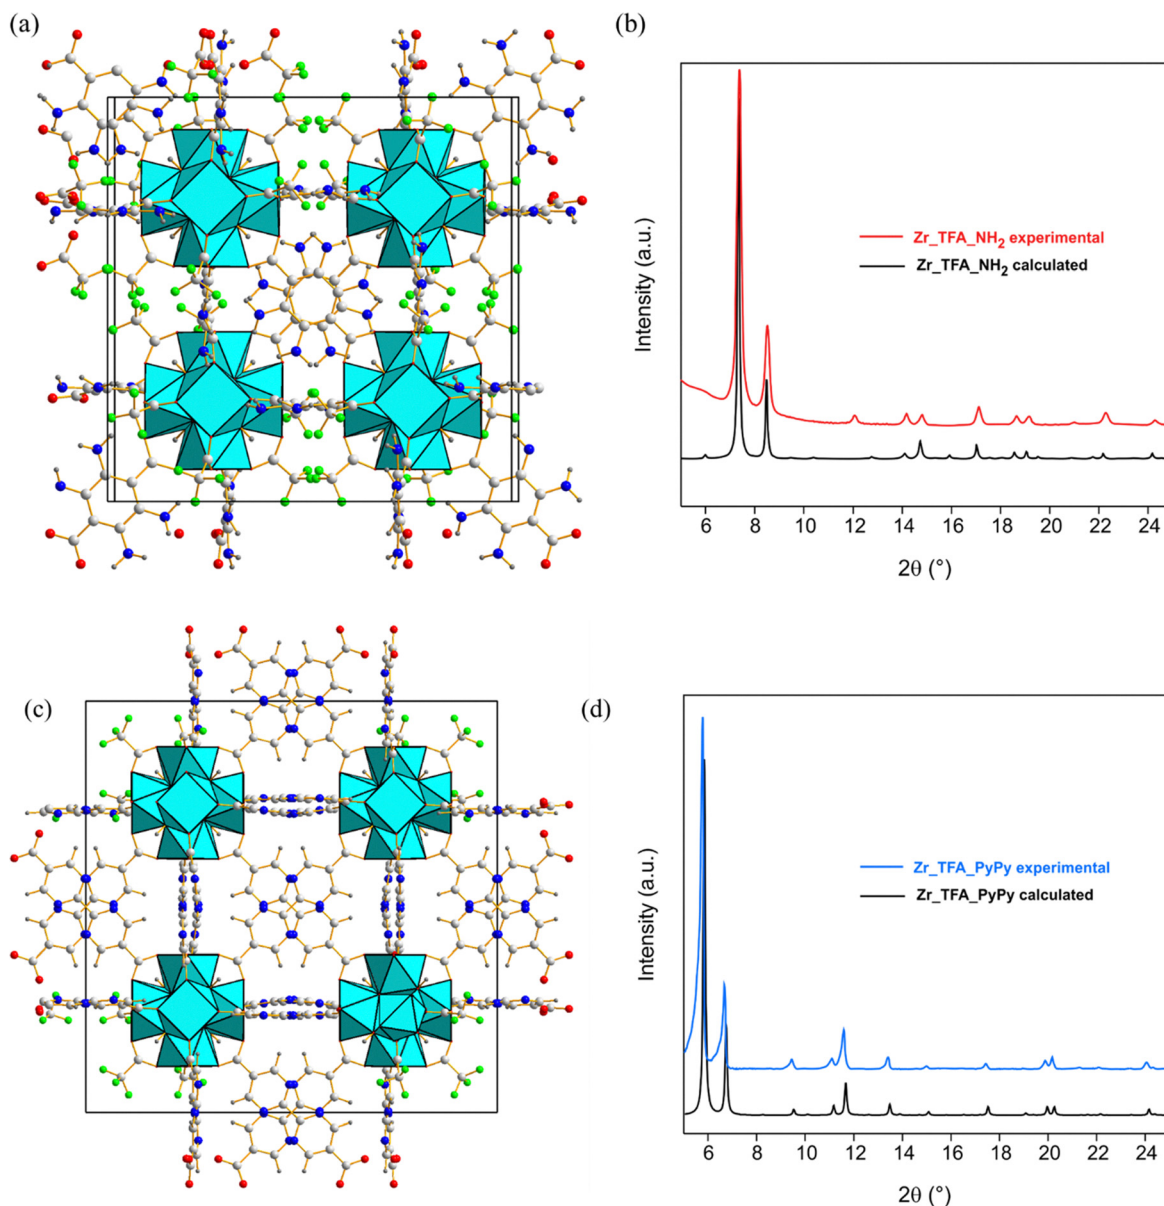 (a)
(b)
Intensity (a.u.)
Zr_TFA_NH₂ experimental
Zr_TFA_NH₂ calculated
6 8 10 12 14 16 18 20 22 24
2θ (°)
(c)
(d)
Intensity (a.u.)
Zr_TFA_PyPy experimental
Zr_TFA_PyPy calculated
6 8 10 12 14 16 18 20 22 24
2θ (°)